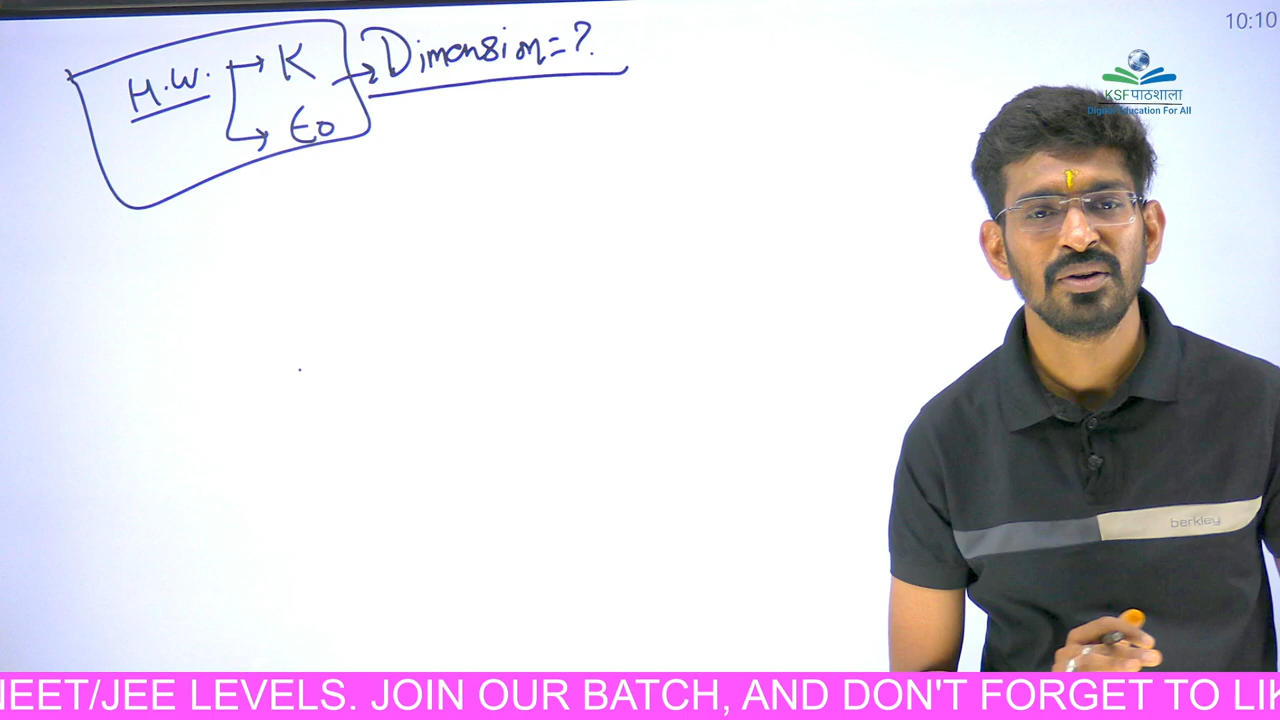 H.W. → K → Dimension = ?
→ ε0
10:10
KSF पाठशाला
Digital Education For All
berkley
NEET/JEE LEVELS. JOIN OUR BATCH, AND DON'T FORGET TO LIK